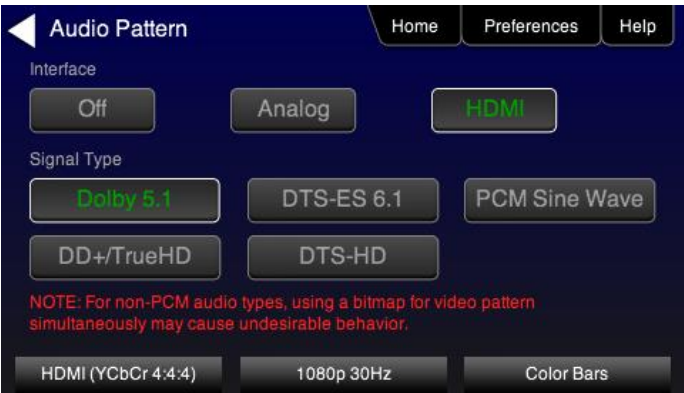 Audio Pattern
Home
Preferences
Help
Interface
Off
Analog
HDMI
Signal Type
Dolby 5.1
DTS-ES 6.1
PCM Sine Wave
DD+/TrueHD
DTS-HD
NOTE: For non-PCM audio types, using a bitmap for video pattern
simultaneously may cause undesirable behavior.
HDMI (YCbCr 4:4:4)
1080p 30Hz
Color Bars